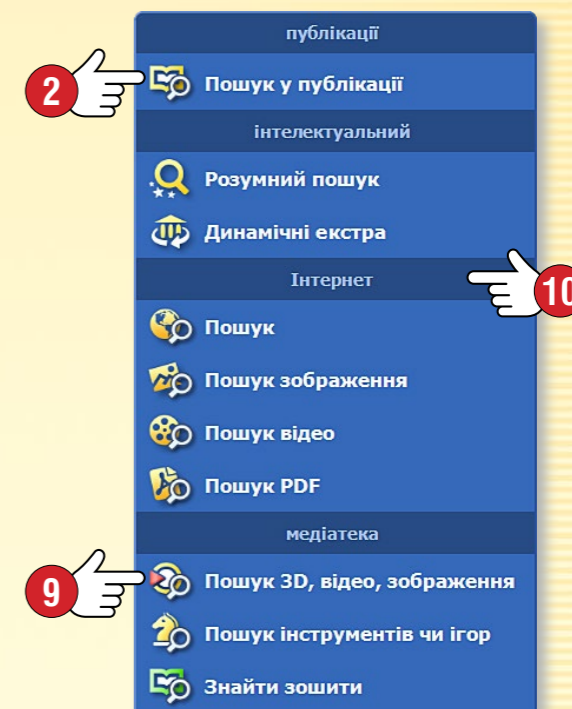 публікації
2
Пошук у публікації
інтелектуальний
Розумний пошук
Динамічні екстра
Інтернет
10
Пошук
Пошук зображення
Пошук відео
Пошук PDF
медіатека
9
Пошук 3D, відео, зображення
Пошук інструментів чи ігор
Знайти зошити